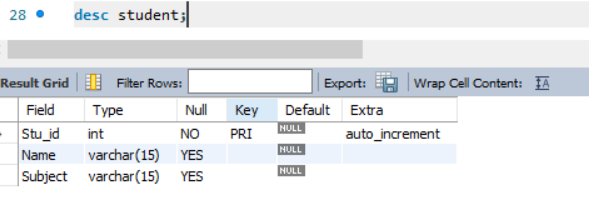 28 desc student;
Result Grid Filter Rows: Export: Wrap Cell Content: IA
Field Type Null Key Default Extra
Stu_id int NO PRI NULL auto_increment
Name varchar(15) YES NULL
Subject varchar(15) YES NULL